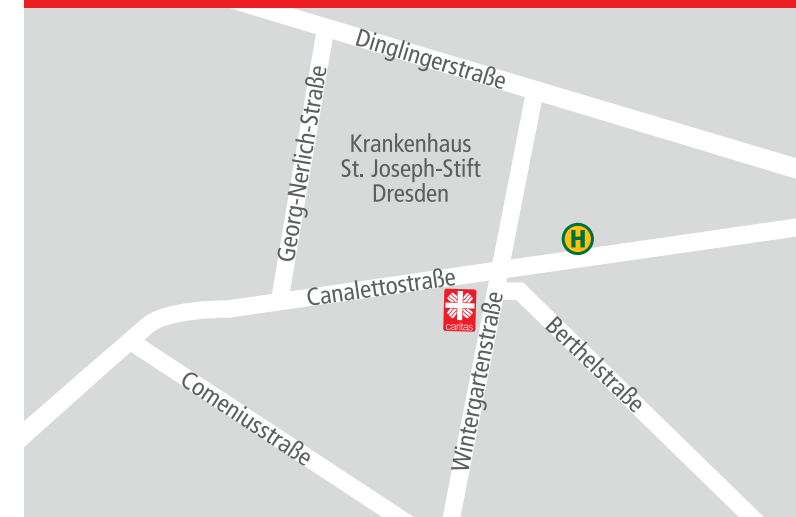 Dinglingerstraße
Georg-Nerlich-Straße
Krankenhaus
St. Joseph-Stift
Dresden
H
Canalettostraße
caritas
Wintergartenstraße
Berthelstraße
Comeniusstraße